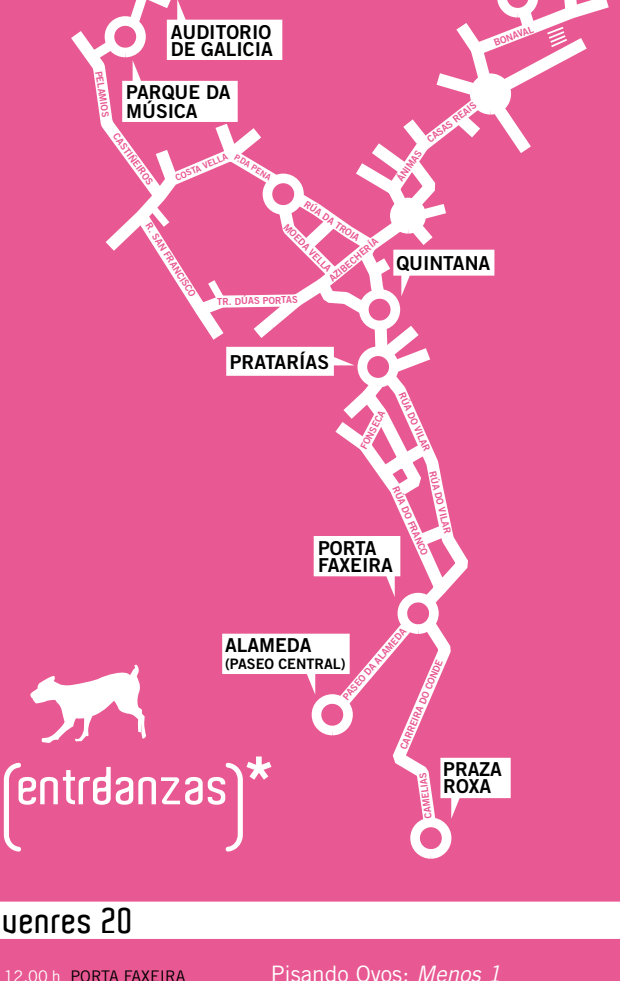 BONAVAL
AUDITORIO
DE GALICIA
PELAMIOS
PARQUE DA
MÚSICA
CASTIÑEIROS
CASAS REAIS
COSTA VELLA
P.DA PENA
ÁNIMAS
RÚA DA TROIA
MOEDA VELLA
AZIBECHERÍA
R. SAN FRANCISCO
QUINTANA
TR. DÚAS PORTAS
PRATARÍAS
FONSECA
RÚA DO VILAR
RÚA DO VILAR
RÚA DO FRANCO
PORTA
FAXEIRA
ALAMEDA
(PASEO CENTRAL)
PASEO DA ALAMEDA
CARREIRA DO CONDE
PRAZA
ROXA
CAMELIAS
(entrdanzas)*
venres 20
12.00 h PORTA FAXEIRA
Pisando Ovos: Menos 1